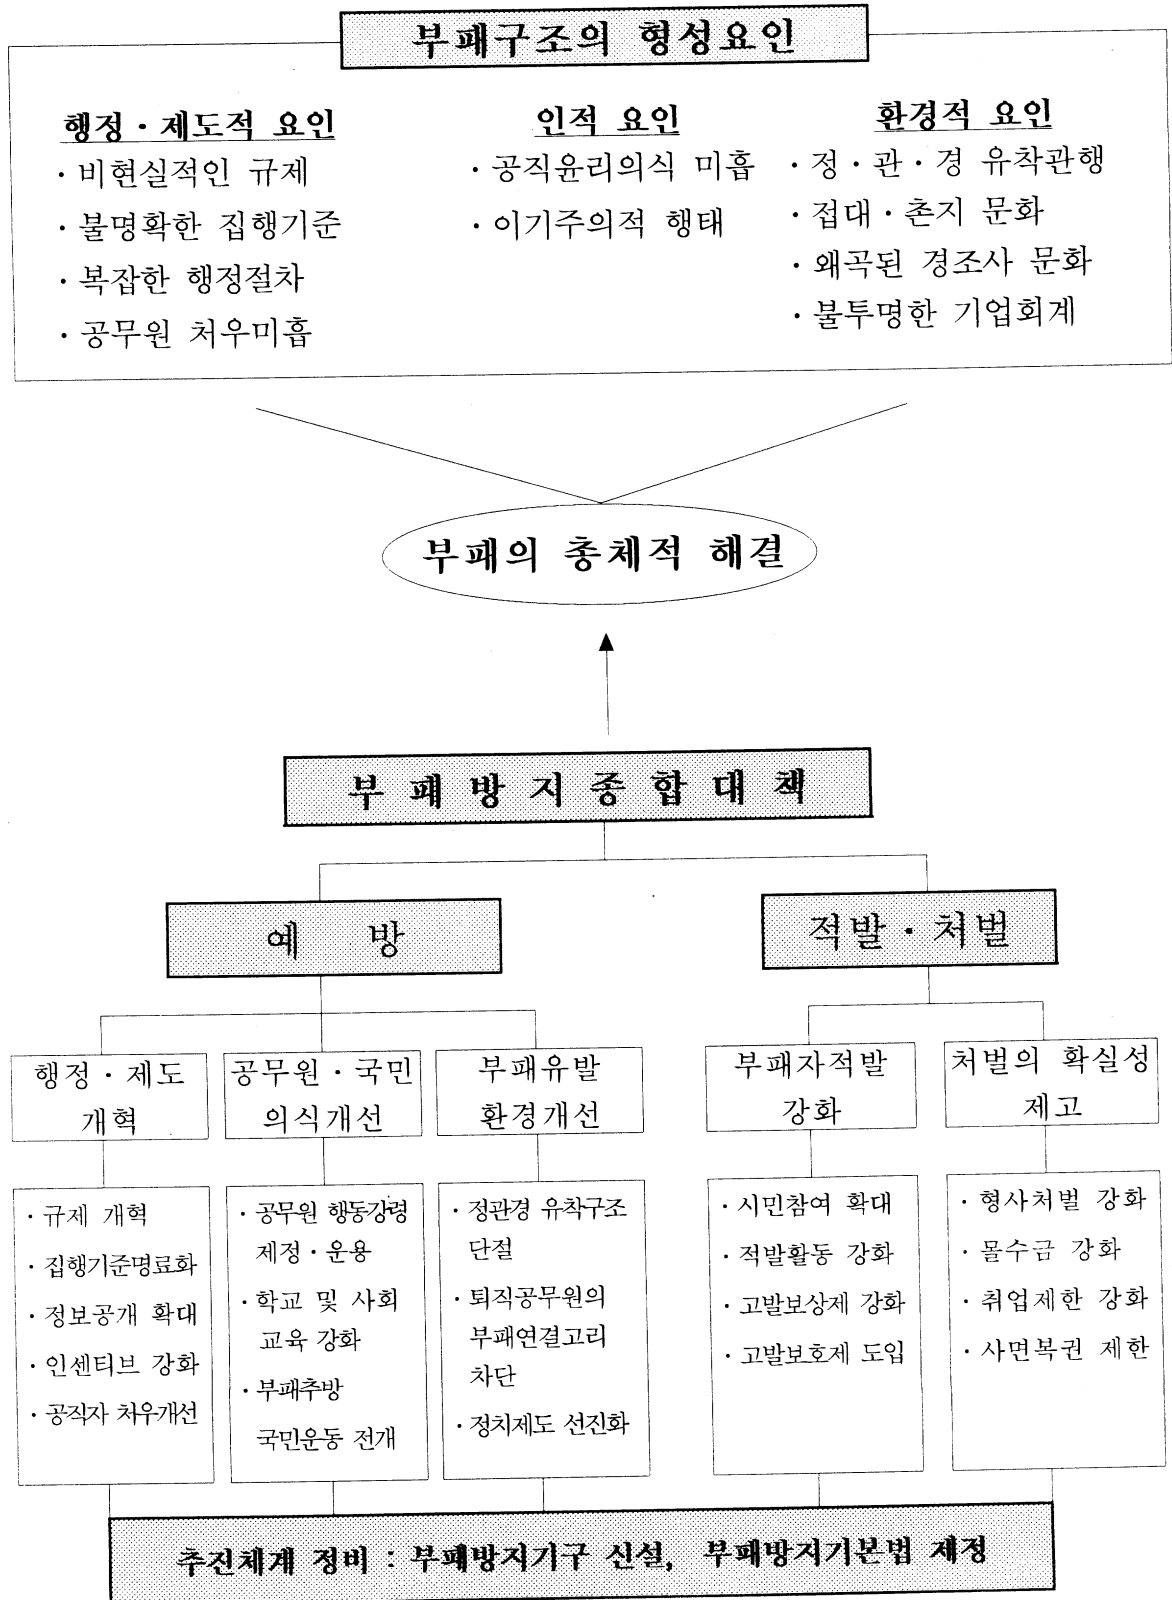 부패구조의 형성요인
행정·제도적 요인
· 비현실적인 규제
· 불명확한 집행기준
· 복잡한 행정절차
· 공무원 처우미흡
인적 요인
· 공직윤리의식 미흡
· 이기주의적 행태
환경적 요인
· 정·관·경 유착관행
· 접대·촌지 문화
· 왜곡된 경조사 문화
· 불투명한 기업회계
부패의 총체적 해결
부패방지종합대책
예 방
적발·처벌
행정·제도
개혁
공무원·국민
의식개선
부패유발
환경개선
부패자적발
강화
처벌의 확실성
제고
· 규제 개혁
· 집행기준명료화
· 정보공개 확대
· 인센티브 강화
· 공직자 처우개선
· 공무원 행동강령
제정·운용
· 학교 및 사회
교육 강화
· 부패추방
국민운동 전개
· 정관경 유착구조
단절
· 퇴직공무원의
부패연결고리
차단
· 정치제도 선진화
· 시민참여 확대
· 적발활동 강화
· 고발보상제 강화
· 고발보호제 도입
· 형사처벌 강화
· 몰수금 강화
· 취업제한 강화
· 사면복권 제한
추진체계 정비 : 부패방지기구 신설, 부패방지기본법 제정